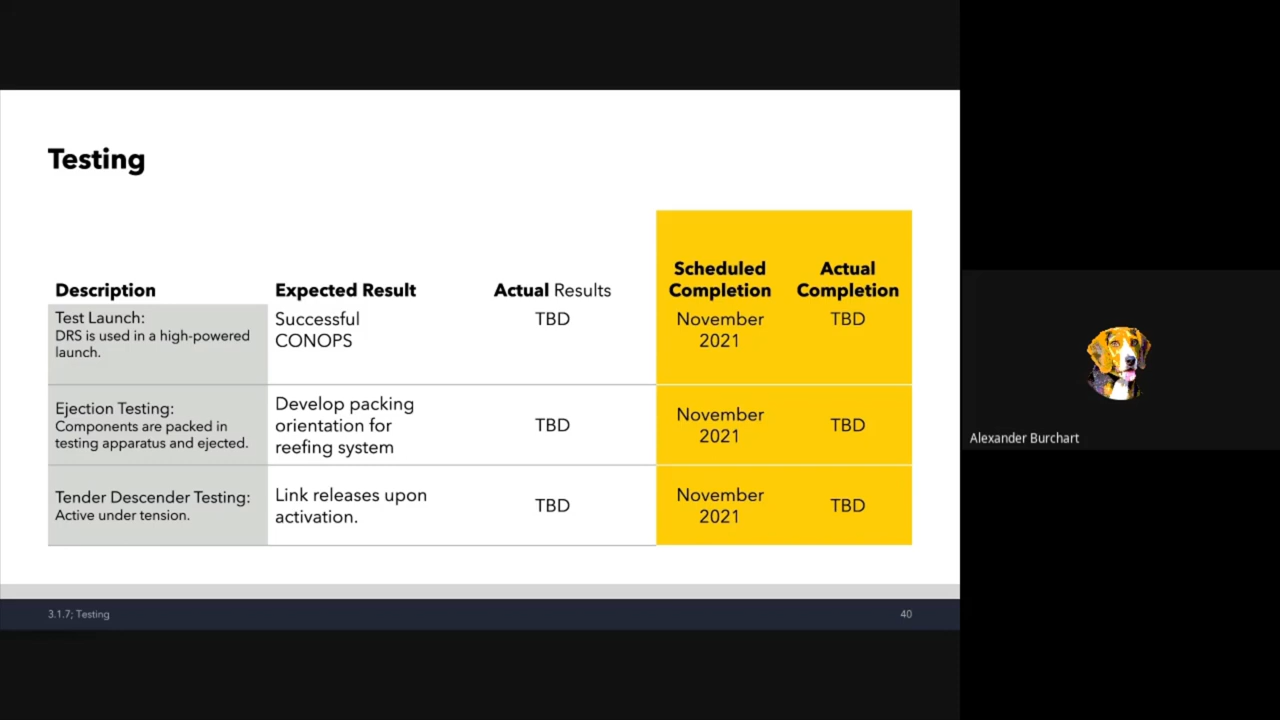 Testing
Scheduled Actual
Description Expected Result Actual Results Completion Completion
Test Launch:
DRS is used in a high-powered
launch.
Successful
CONOPS
TBD
November
2021
TBD
Ejection Testing:
Components are packed in
testing apparatus and ejected.
Develop packing
orientation for
reefing system
TBD
November
2021
TBD
Tender Descender Testing:
Active under tension.
Link releases upon
activation.
TBD
November
2021
TBD
3.1.7; Testing
40
Alexander Burchart